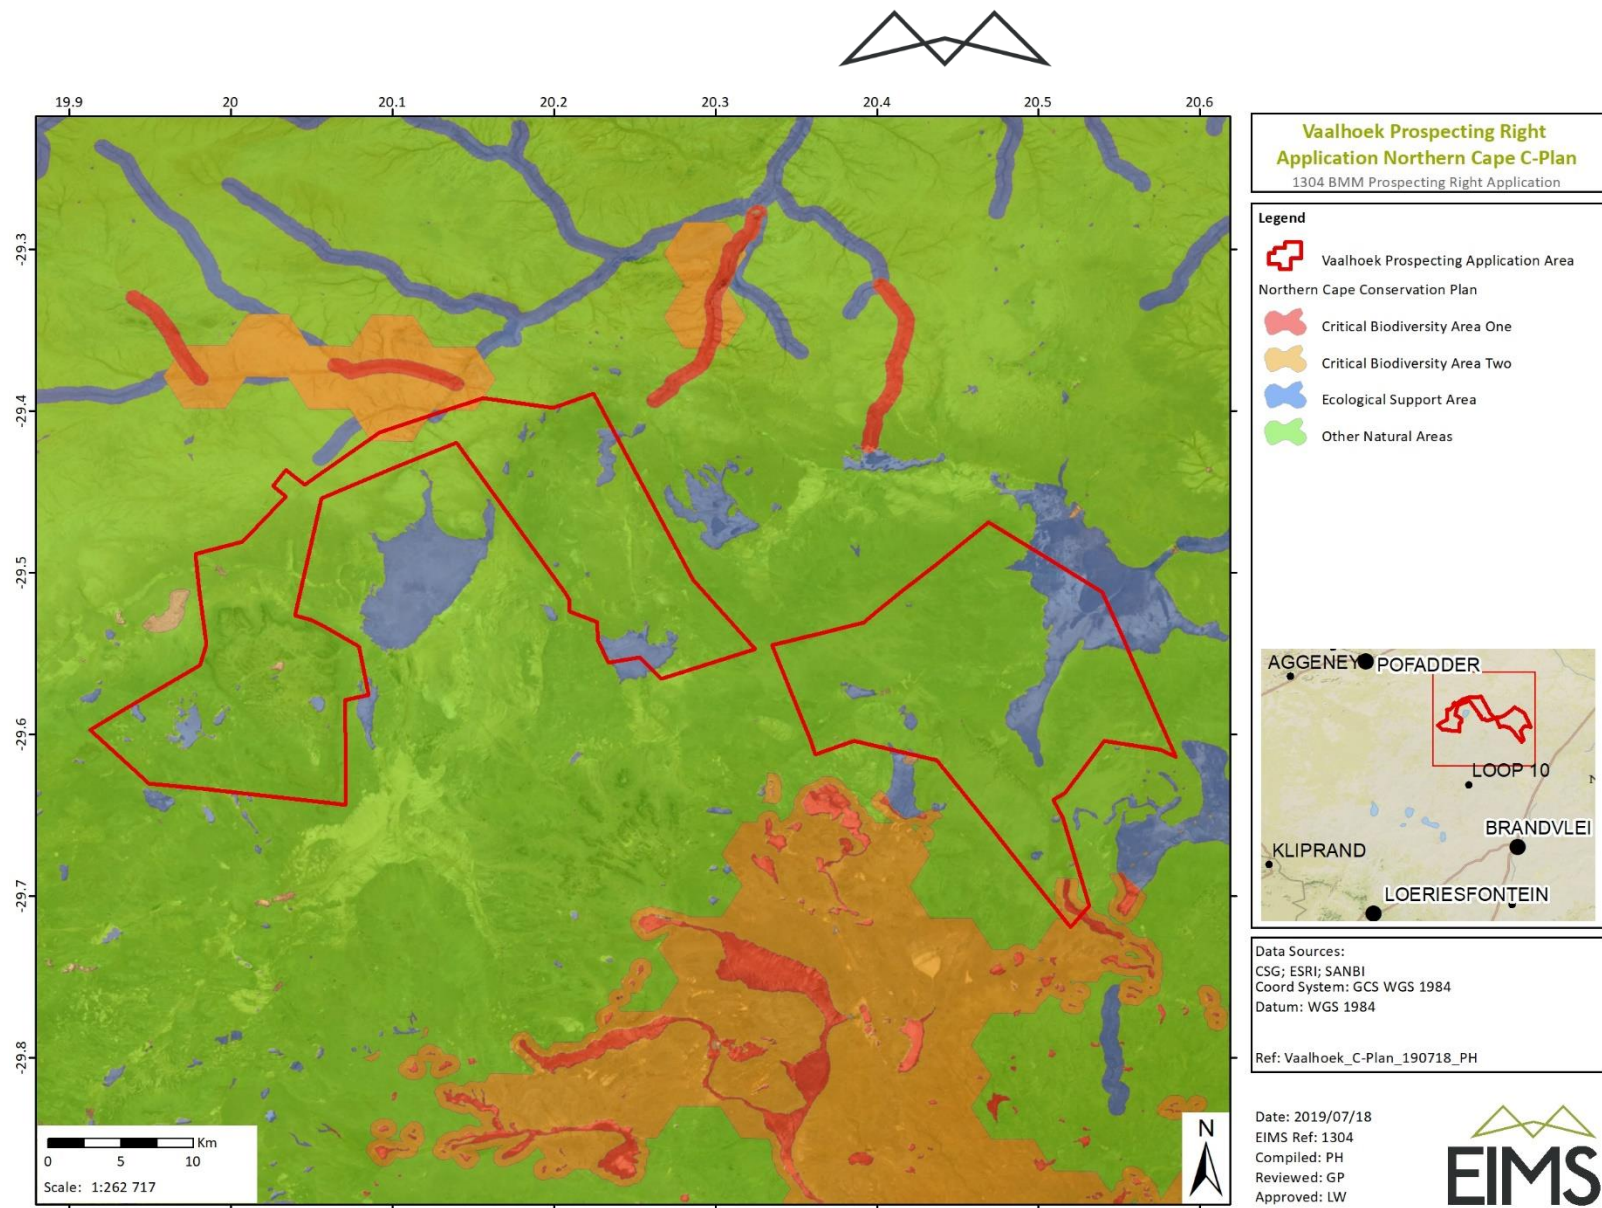 19.9 20 20.1 20.2 20.3 20.4 20.5 20.6
-29.3
-29.4
-29.5
-29.6
-29.7
-29.8
Km
0 5 10
Scale: 1:262 717
N
Vaalhoek Prospecting Right
Application Northern Cape C-Plan
1304 BMM Prospecting Right Application
Legend
Vaalhoek Prospecting Application Area
Northern Cape Conservation Plan
Critical Biodiversity Area One
Critical Biodiversity Area Two
Ecological Support Area
Other Natural Areas
AGGENEY POFADDER
LOOP 10
N
BRANDVLEI
KLIPRAND
LOERIESFONTEIN
Data Sources:
CSG; ESRI; SANBI
Coord System: GCS WGS 1984
Datum: WGS 1984
Ref: Vaalhoek_C-Plan_190718_PH
Date: 2019/07/18
EIMS Ref: 1304
Compiled: PH
Reviewed: GP
Approved: LW
EIMS